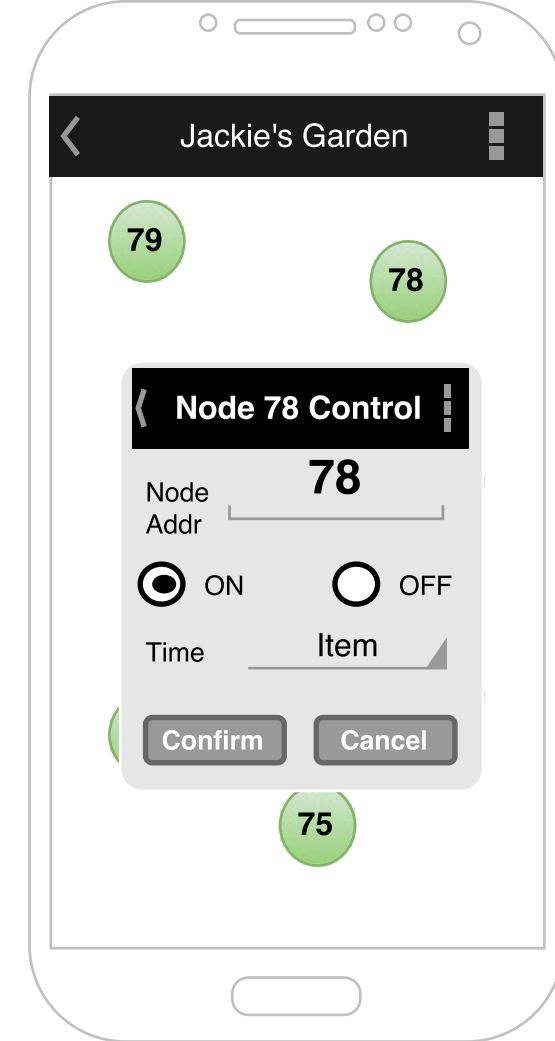 Jackie's Garden
79
78
Node 78 Control
Node
Addr
78
ON
OFF
Time
Item
Confirm
Cancel
75